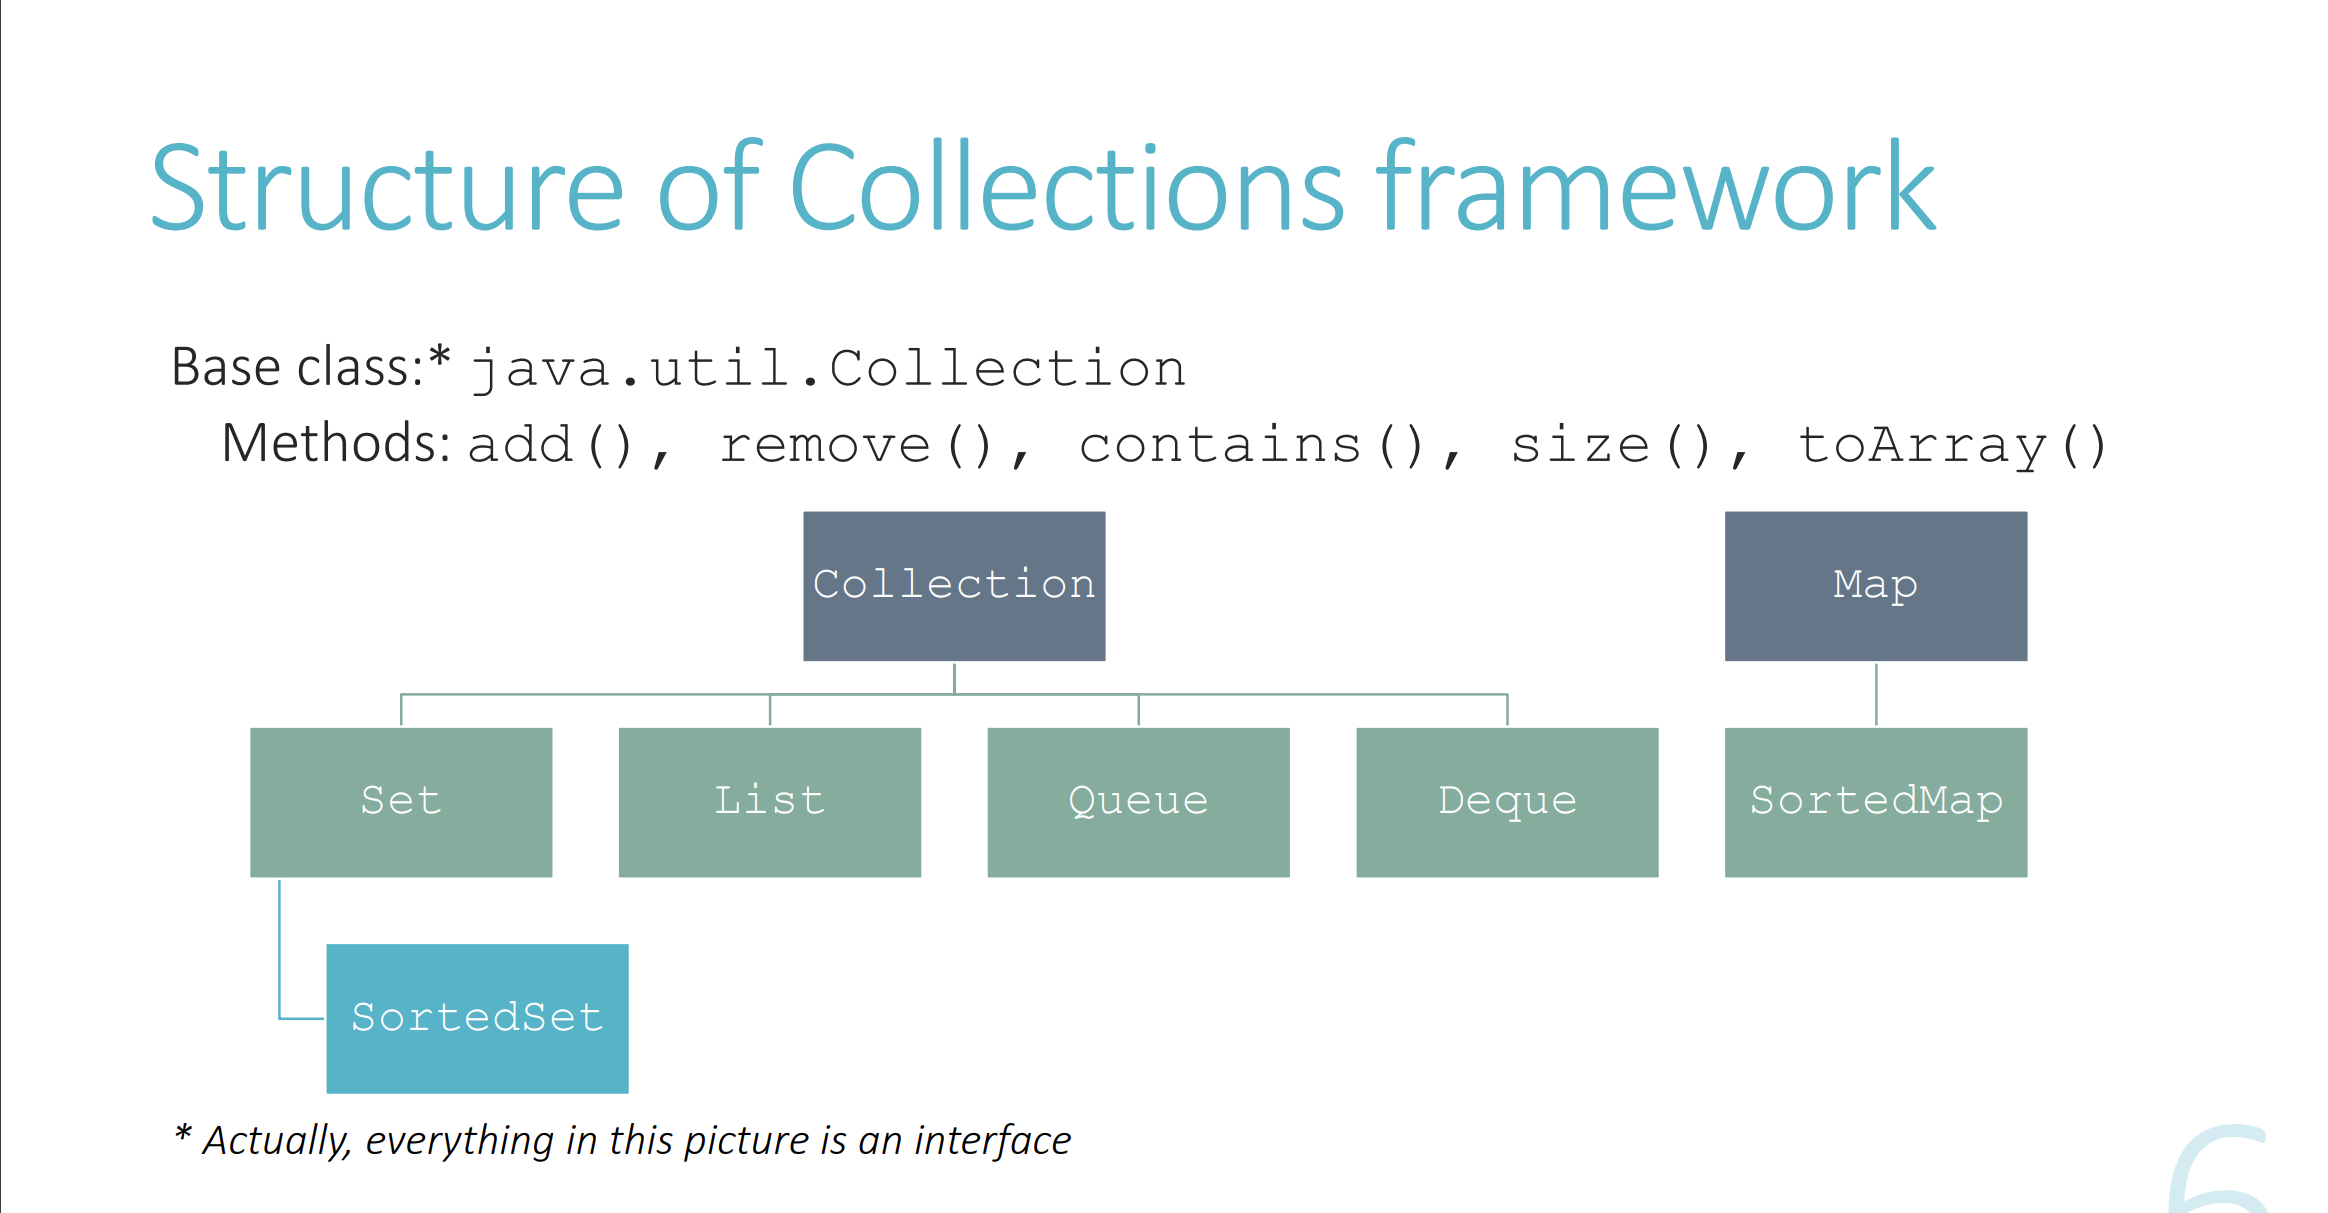 Structure of Collections framework
Base class:* java.util.Collection
Methods: add(), remove(), contains(), size(), toArray()
Collection
Map
Set
List
Queue
Deque
SortedMap
SortedSet
* Actually, everything in this picture is an interface
6